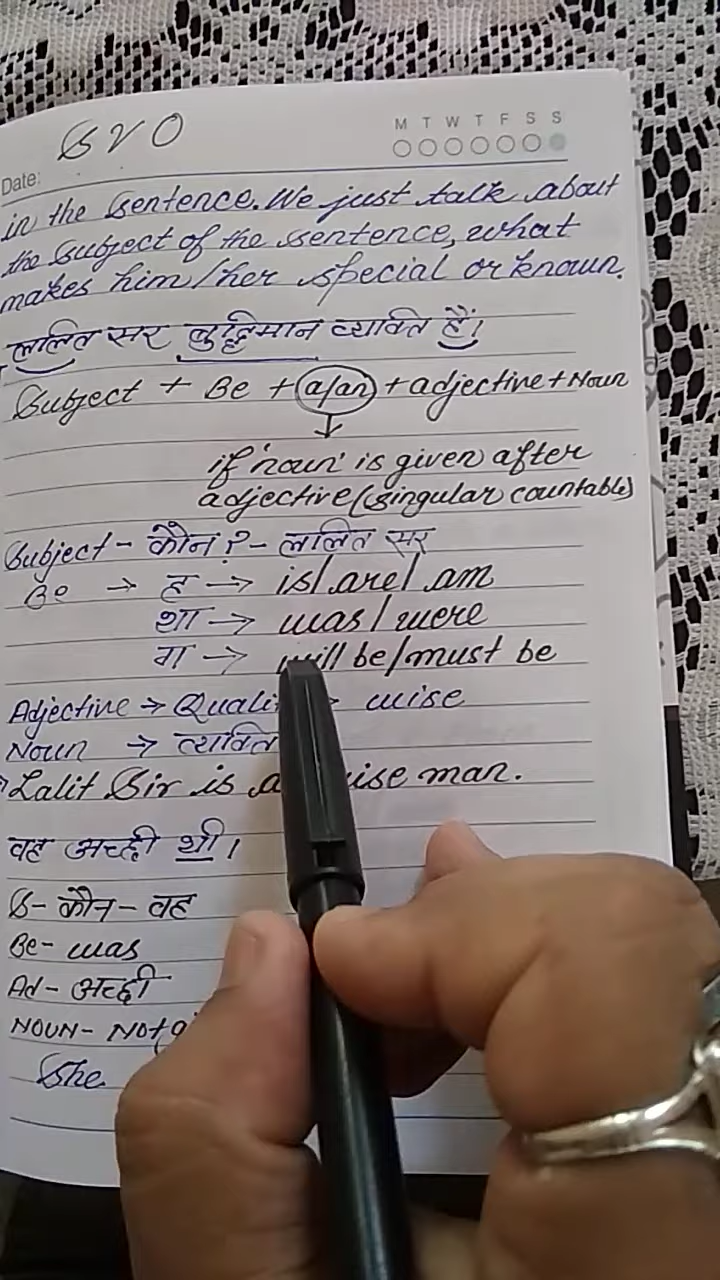 SVO
M T W T F S S
Date:
in the sentence. We just talk about
the subject of the sentence, what
makes him/her special or known.
ललित सर बुद्धिमान व्यक्ति हैं।
Subject + Be + a/an + adjective + Noun
if 'noun' is given after
adjective (singular countable)
Subject - कौन? - ललित सर
Be → ह → is/are/am
था → was/were
गा → will be/must be
Adjective → wise
Noun → व्यक्ति
Lalit Sir is a wise man.
वह अच्छी थी।
S - कौन - वह
Be - was
Ad - अच्छी
NOUN - Not
She